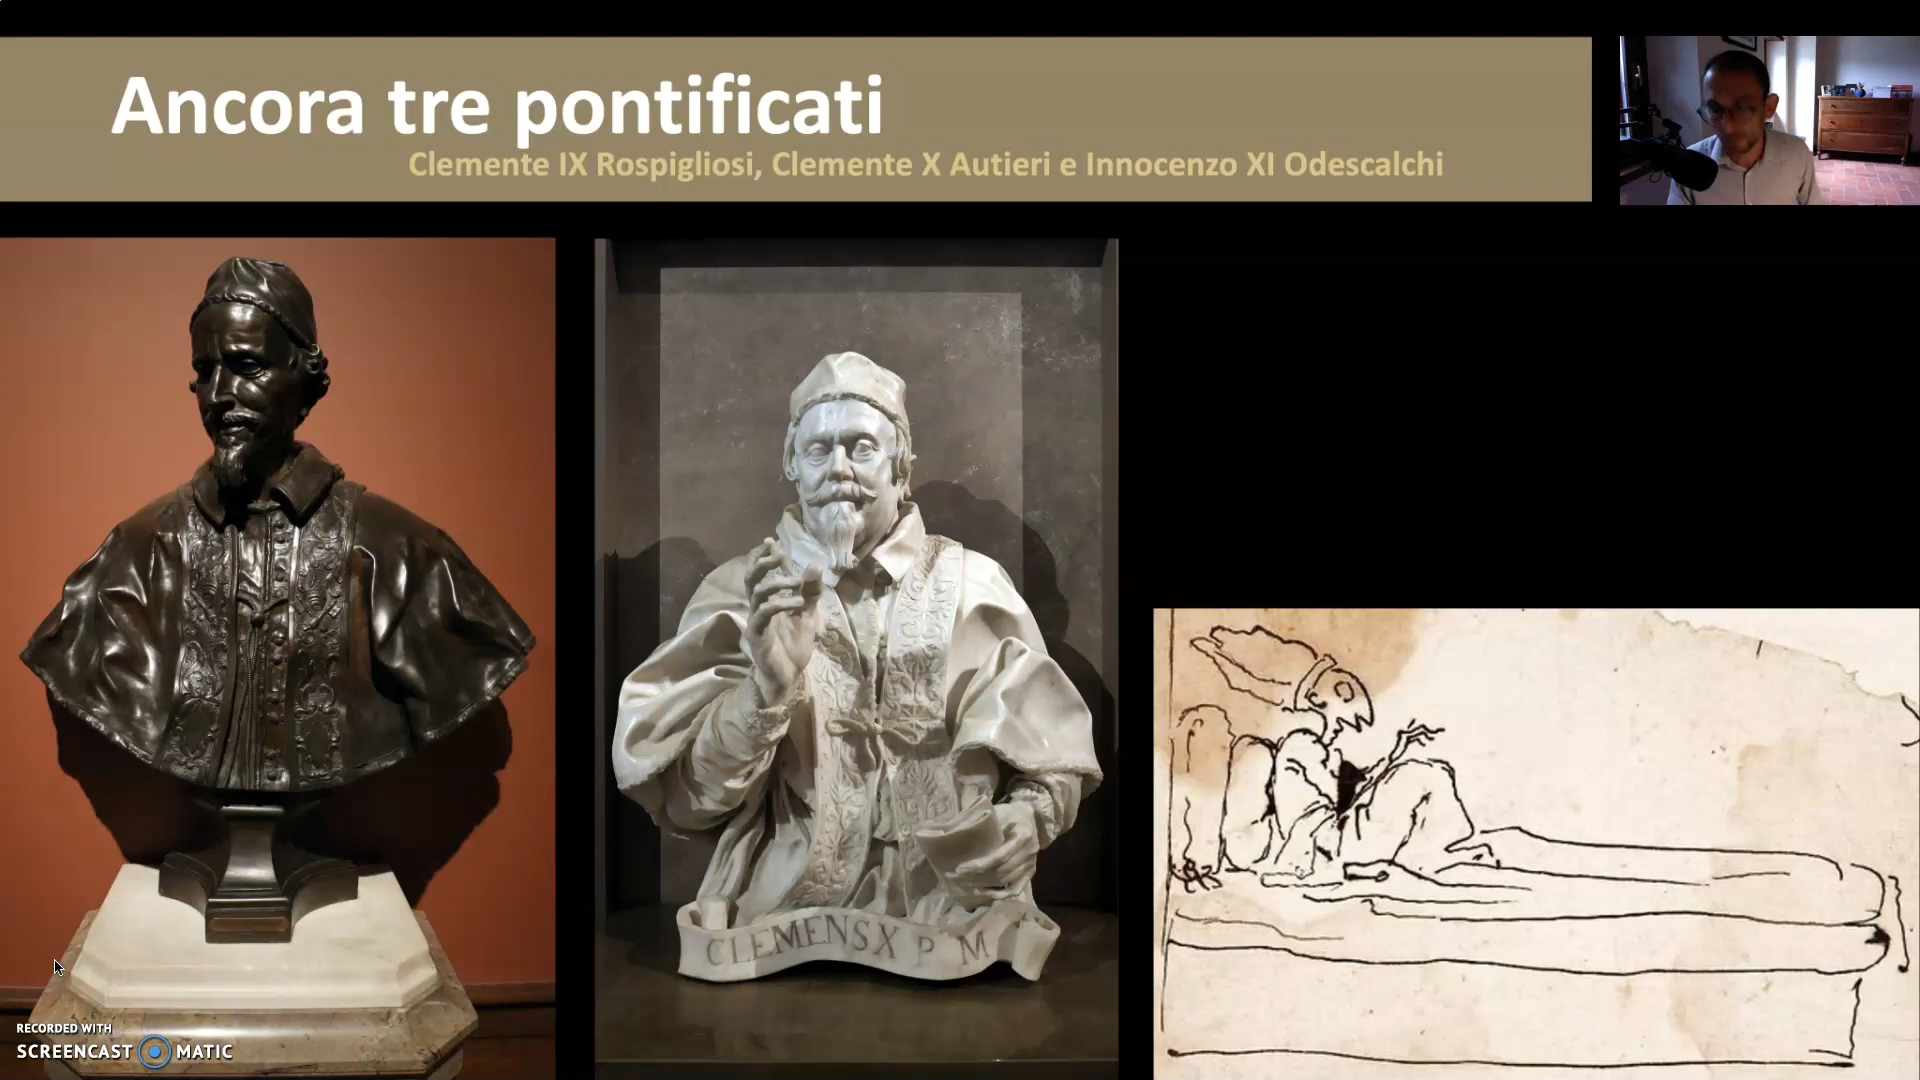 Ancora tre pontificati
Clemente IX Rospigliosi, Clemente X Autieri e Innocenzo XI Odescalchi
CLEMENS X P M
RECORDED WITH
SCREENCAST MATIC